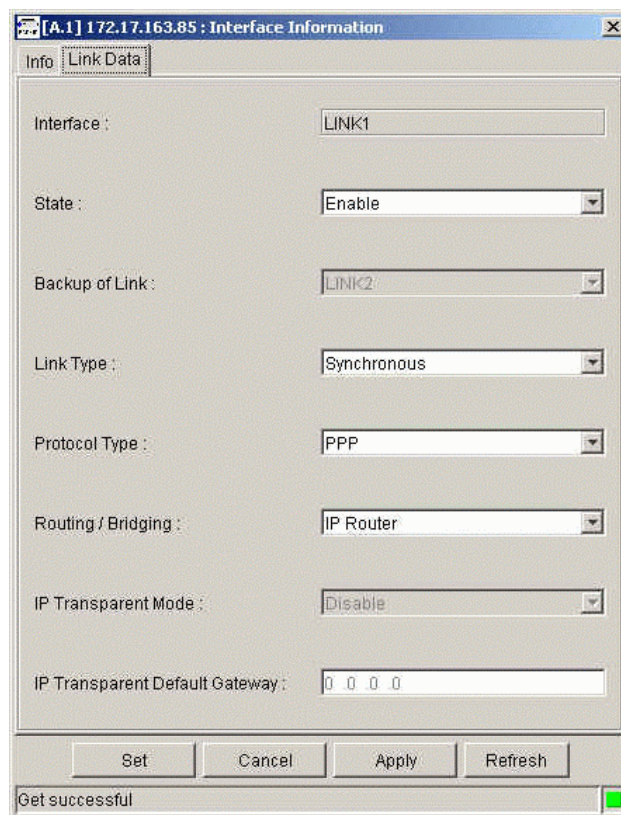 [A.1] 172.17.163.85 : Interface Information
Info Link Data
Interface : LINK1
State : Enable
Backup of Link : LINK2
Link Type : Synchronous
Protocol Type : PPP
Routing / Bridging : IP Router
IP Transparent Mode : Disable
IP Transparent Default Gateway : 0 .0 .0 .0
Set Cancel Apply Refresh
Get successful